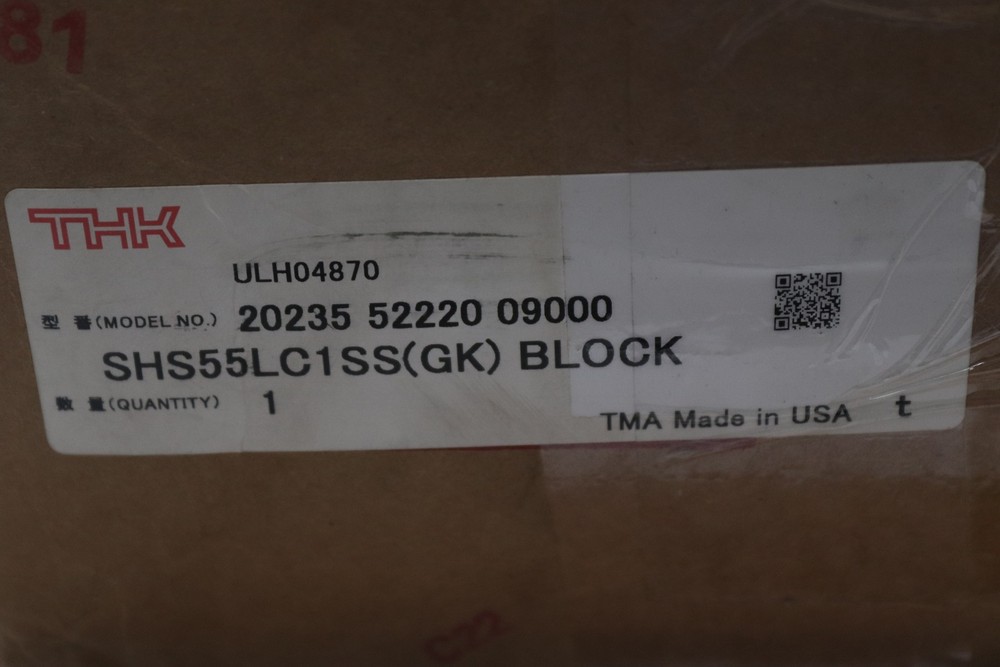 81
THK
ULH04870
型 番(MODEL NO.) 20235 52220 09000
SHS55LC1SS(GK) BLOCK
数 量(QUANTITY) 1
TMA Made in USA t